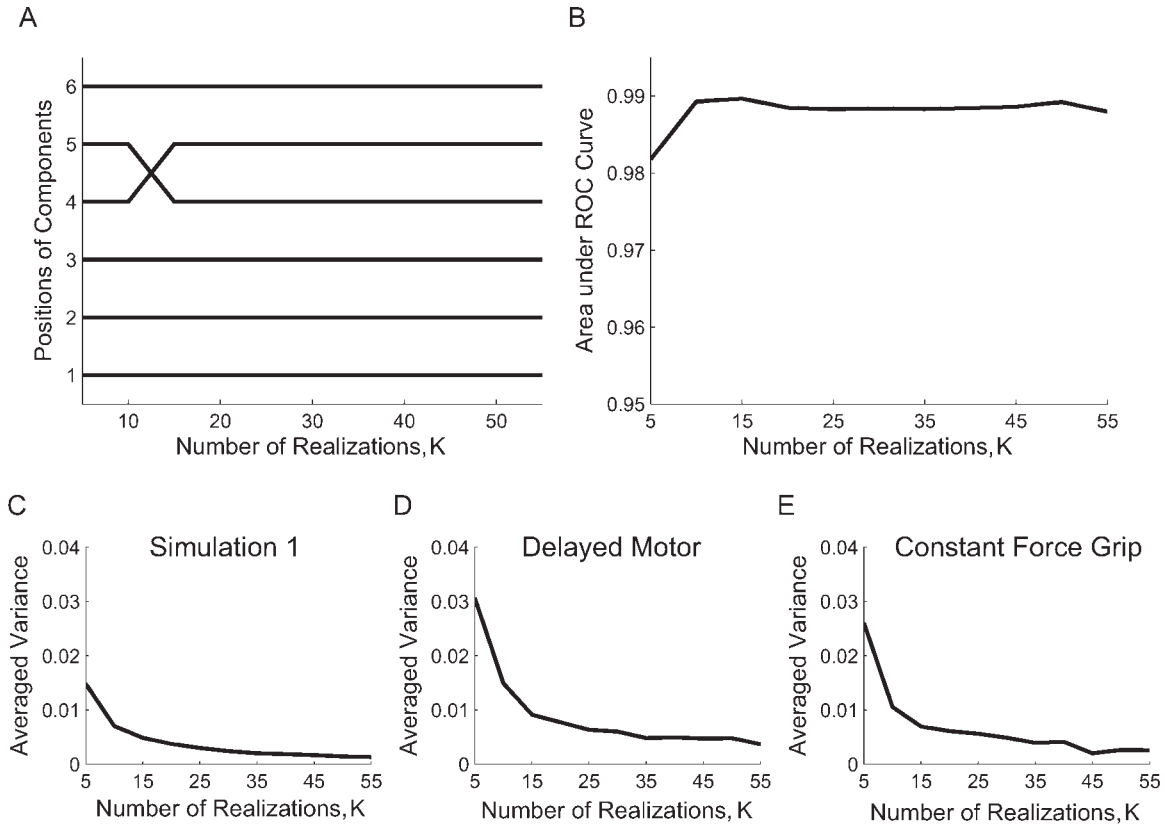 A
Positions of Components
6
5
4
3
2
1
10 20 30 40 50
Number of Realizations, K
B
Area under ROC Curve
0.99
0.98
0.97
0.96
0.95
5 15 25 35 45 55
Number of Realizations, K
C
Simulation 1
Averaged Variance
0.04
0.03
0.02
0.01
0
5 15 25 35 45 55
Number of Realizations, K
D
Delayed Motor
Averaged Variance
0.04
0.03
0.02
0.01
0
5 15 25 35 45 55
Number of Realizations, K
E
Constant Force Grip
Averaged Variance
0.04
0.03
0.02
0.01
0
5 15 25 35 45 55
Number of Realizations, K